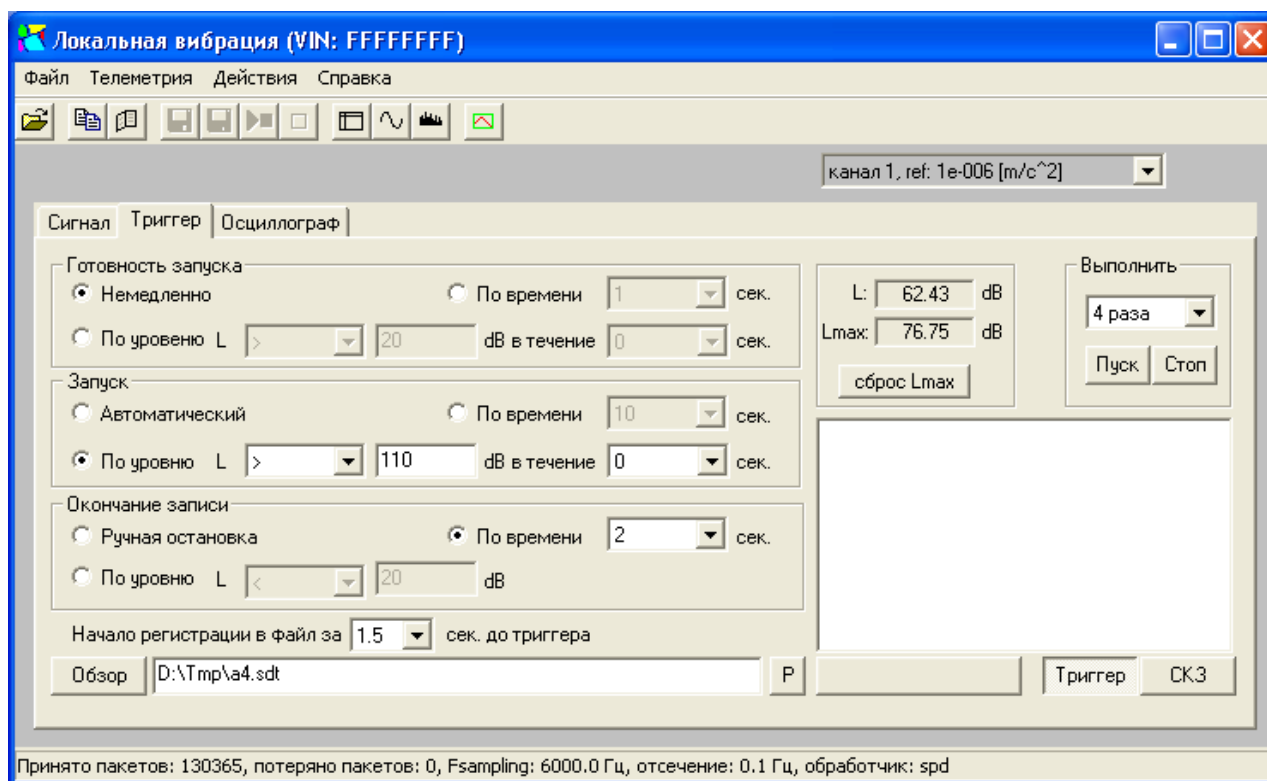 Локальная вибрация (VIN: FFFFFFFF)
Файл Телеметрия Действия Справка
канал 1, ref: 1e-006 [m/c^2]
Сигнал Триггер Осциллограф
Готовность запуска
Немедленно По времени 1 сек.
По уровеню L > 20 dB в течение 0 сек.
Запуск
Автоматический По времени 10 сек.
По уровню L > 110 dB в течение 0 сек.
Окончание записи
Ручная остановка По времени 2 сек.
По уровню L < 20 dB
Начало регистрации в файл за 1.5 сек. до триггера
Обзор D:\Tmp\a4.sdt P
L: 62.43 dB
Lmax: 76.75 dB
сброс Lmax
Выполнить
4 раза
Пуск Стоп
Триггер СКЗ
Принято пакетов: 130365, потеряно пакетов: 0, Fsampling: 6000.0 Гц, отсечение: 0.1 Гц, обработчик: spd